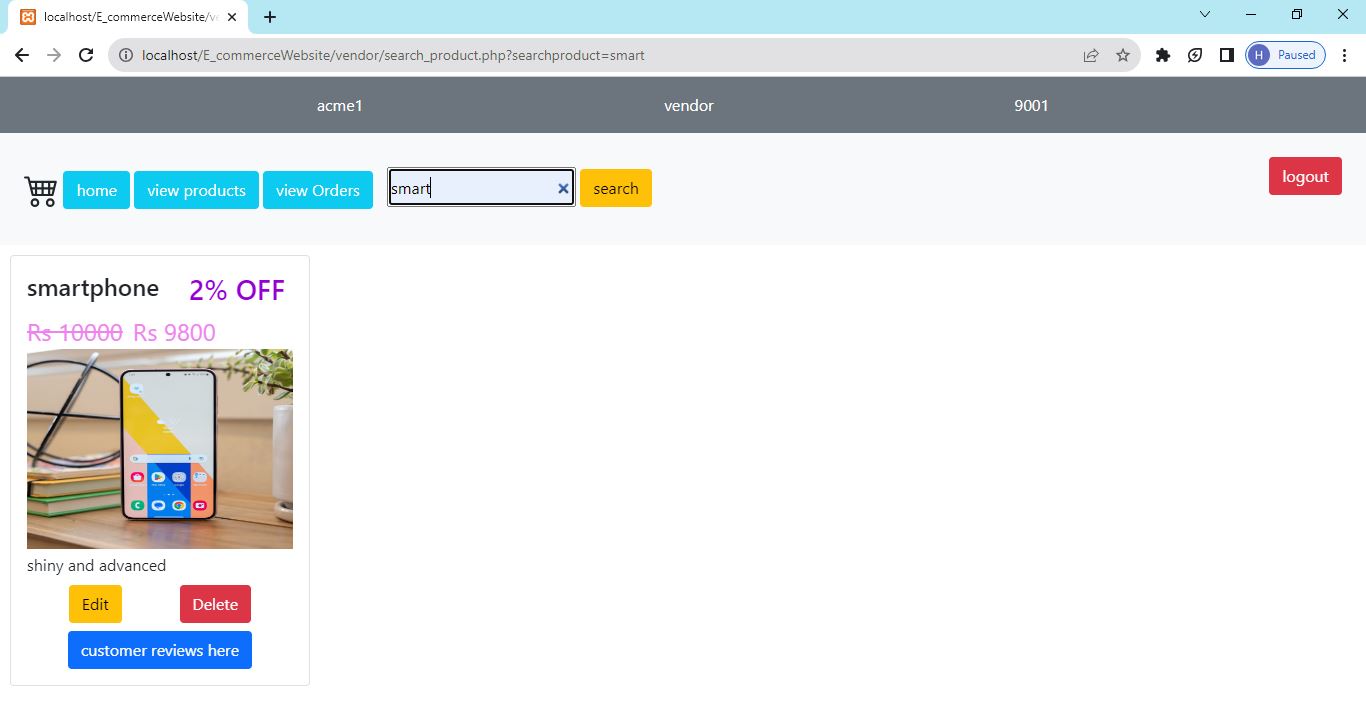 localhost/E_commerceWebsite/ve
localhost/E_commerceWebsite/vendor/search_product.php?searchproduct=smart
H Paused
acme1 vendor 9001
home view products view Orders smart search logout
smartphone 2% OFF
Rs 10000 Rs 9800
shiny and advanced
Edit Delete
customer reviews here